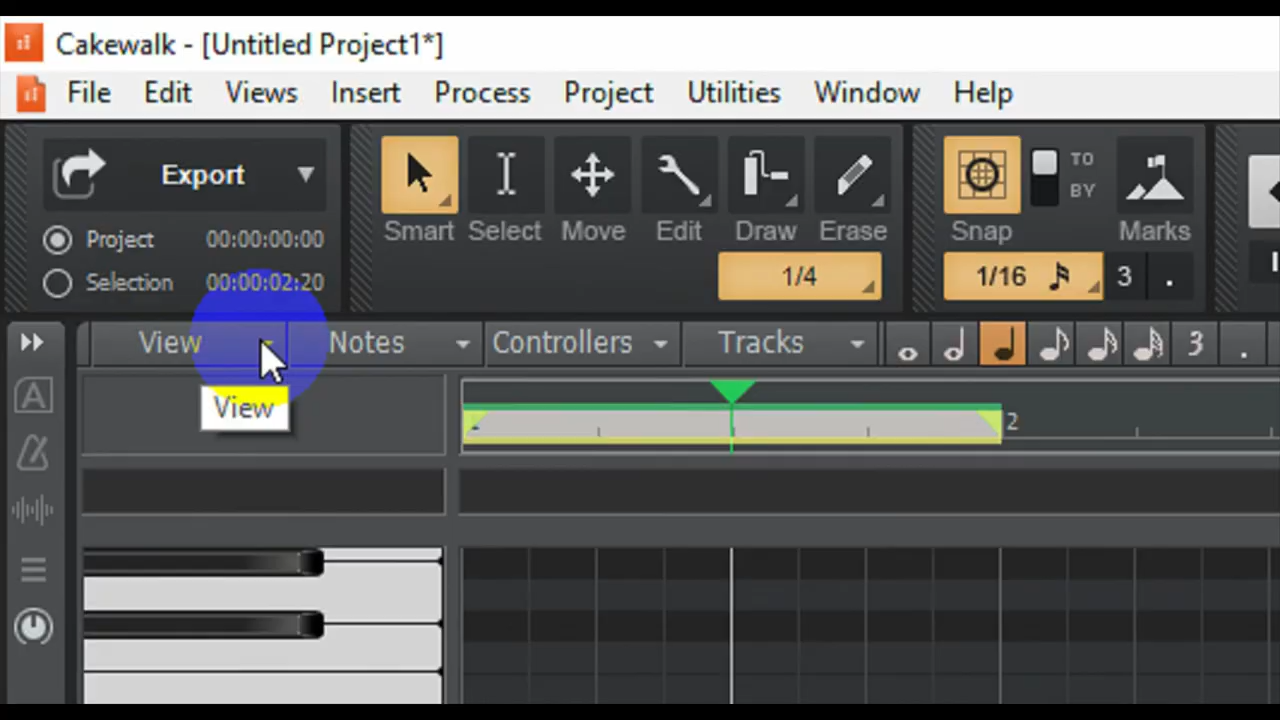 Cakewalk - [Untitled Project1*]
File Edit Views Insert Process Project Utilities Window Help
Export
Project 00:00:00:00
Selection 00:00:02:20
Smart Select Move Edit Draw Erase
1/4
Snap
TO
BY
Marks
1/16 3 .
View Notes Controllers Tracks 3 .
View
2
A